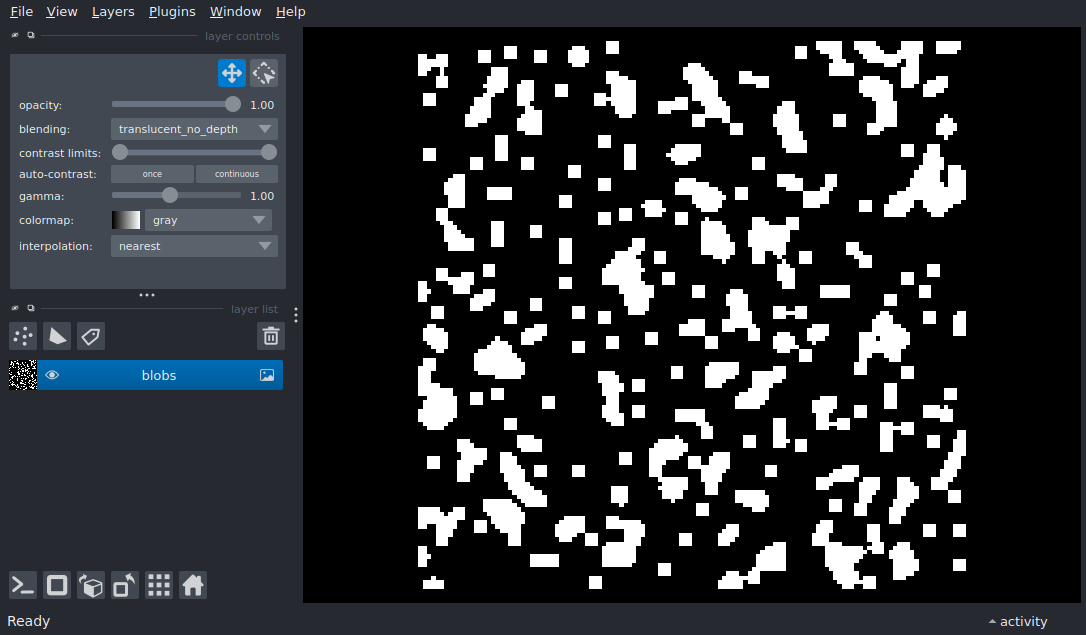 File View Layers Plugins Window Help
layer controls
opacity: 1.00
blending: translucent_no_depth
contrast limits:
auto-contrast: once continuous
gamma: 1.00
colormap: gray
interpolation: nearest
layer list
blobs
Ready activity